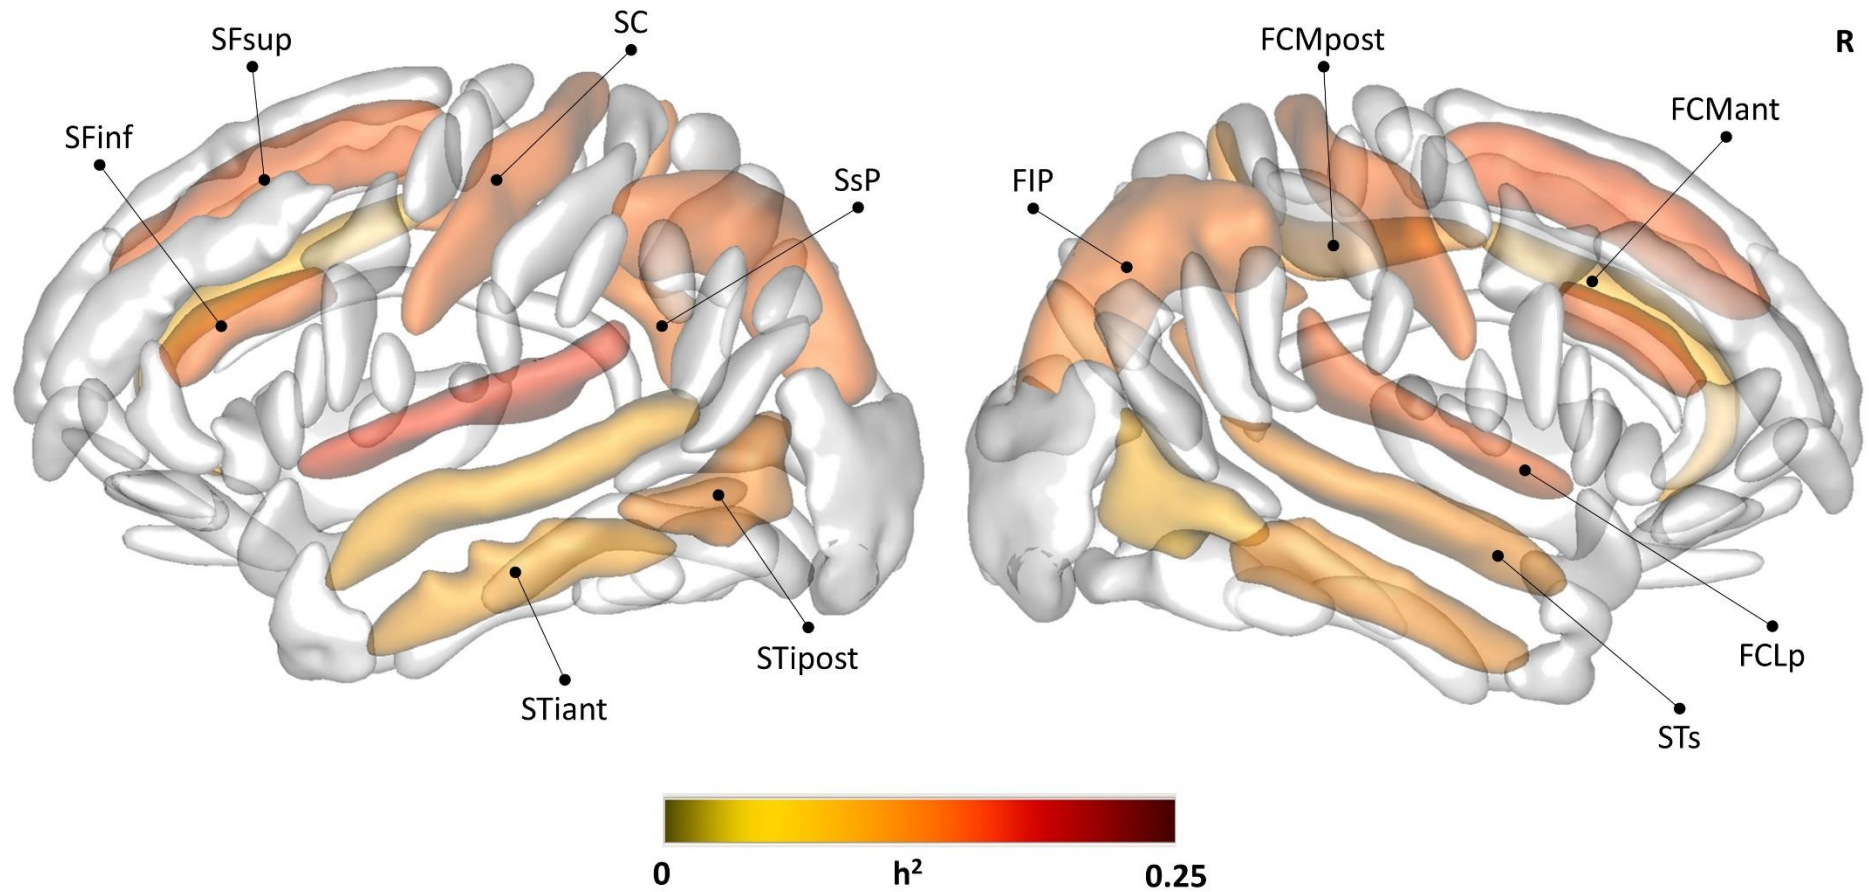 SC
SFsup
FCMpost
R
FCMant
SFinf
SsP
FIP
STipost
FCLp
STiant
STs
0 h² 0.25